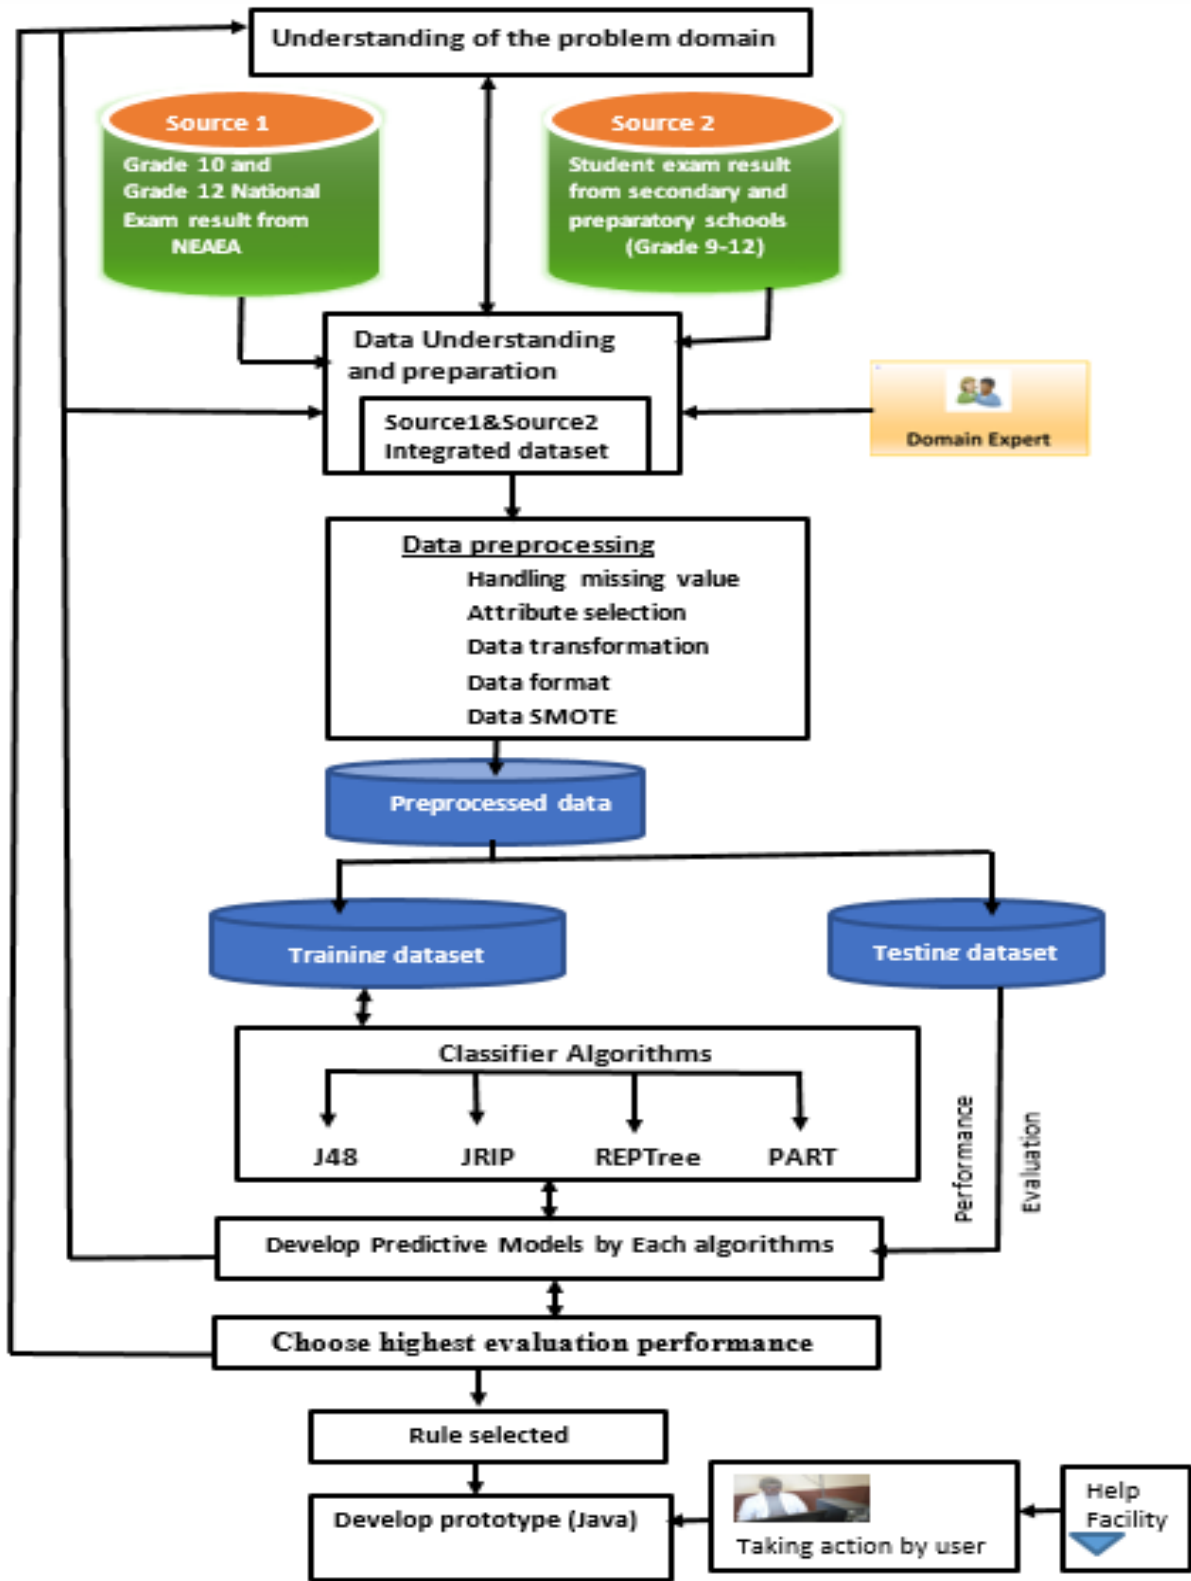 Understanding of the problem domain
Source 1
Grade 10 and
Grade 12 National
Exam result from
NEAEA
Source 2
Student exam result
from secondary and
preparatory schools
(Grade 9-12)
Data Understanding
and preparation
Source1&Source2
Integrated dataset
Domain Expert
Data preprocessing
Handling missing value
Attribute selection
Data transformation
Data format
Data SMOTE
Preprocessed data
Training dataset
Testing dataset
Classifier Algorithms
J48
JRIP
REPTree
PART
Performance
Evaluation
Develop Predictive Models by Each algorithms
Choose highest evaluation performance
Rule selected
Develop prototype (Java)
Taking action by user
Help
Facility